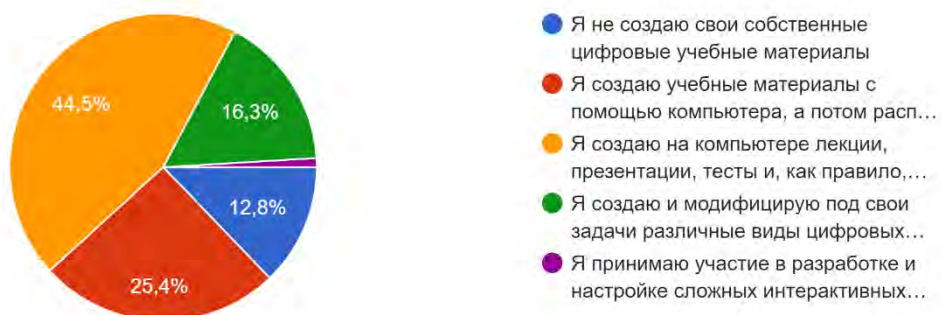 44,5%
16,3%
12,8%
25,4%
Я не создаю свои собственные
цифровые учебные материалы
Я создаю учебные материалы с
помощью компьютера, а потом расп…
Я создаю на компьютере лекции,
презентации, тесты и, как правило,…
Я создаю и модифицирую под свои
задачи различные виды цифровых…
Я принимаю участие в разработке и
настройке сложных интерактивных…